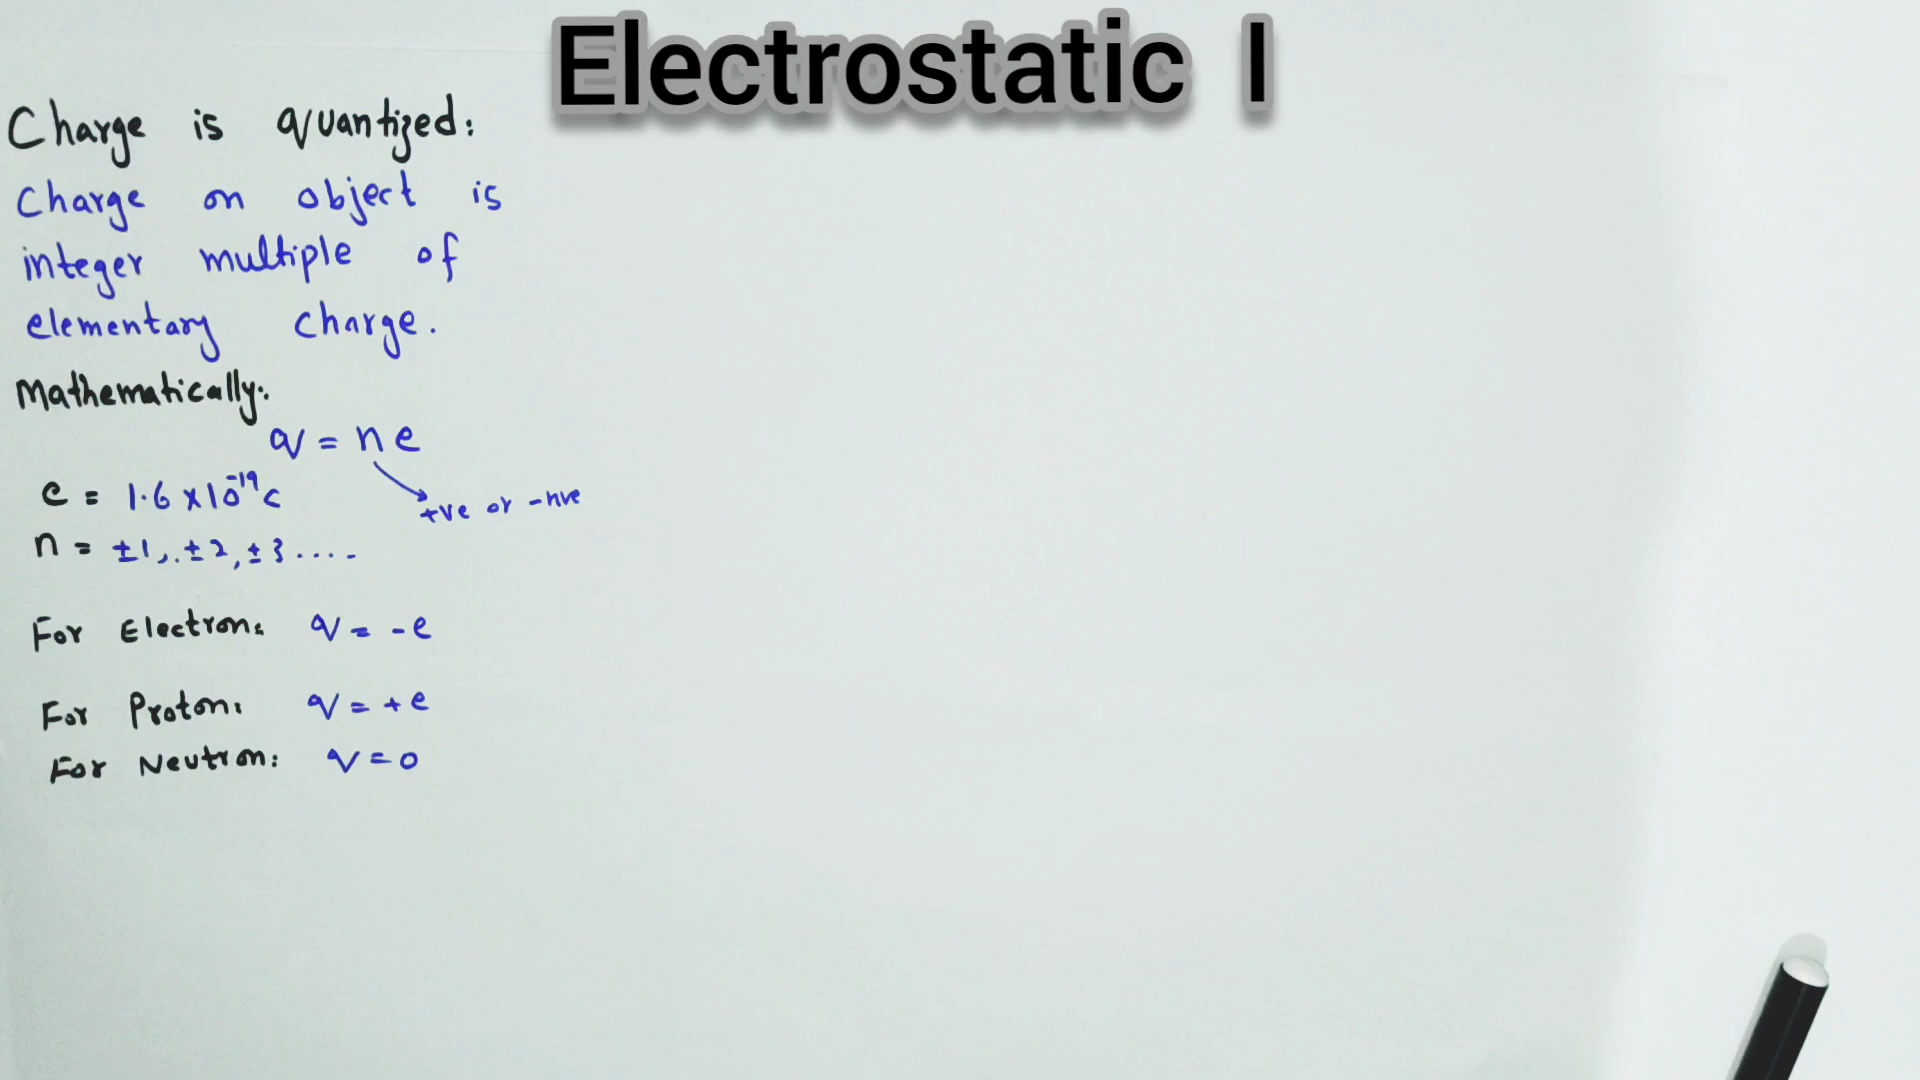 Electrostatic I
Charge is quantized:
Charge on object is
integer multiple of
elementary charge.
Mathematically:
q = ne
e = 1.6 x 10⁻¹⁹ c
+ve or -nve
n = ±1, ±2, ±3 ....
For Electron: q = -e
For Proton: q = +e
For Neutron: q = 0